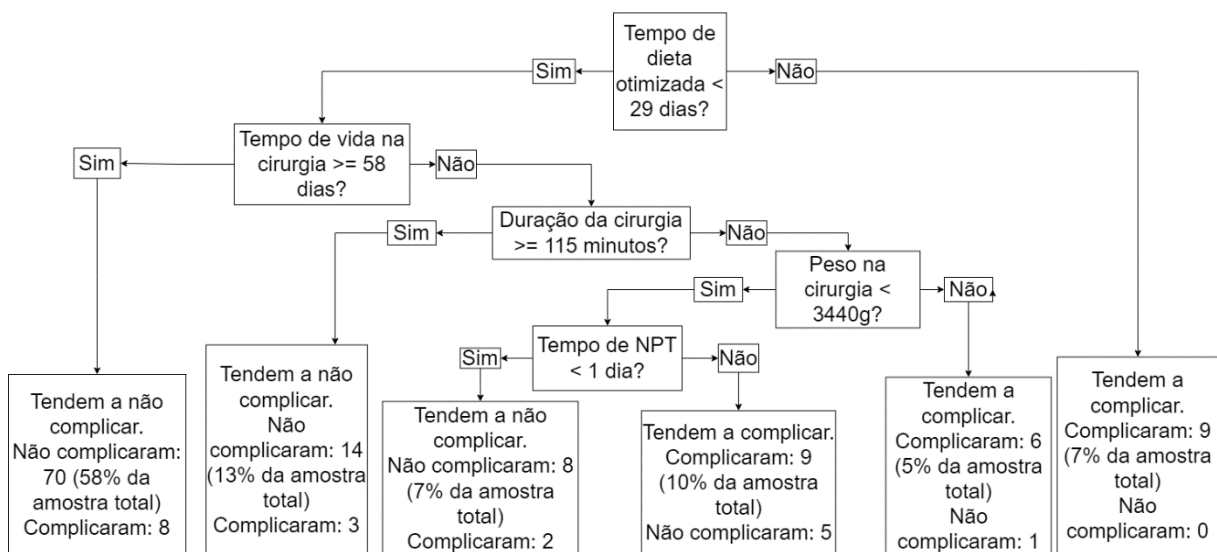 Tempo de
dieta
otimizada <
29 dias?
Sim
Não
Tempo de vida na
cirurgia >= 58
dias?
Sim
Não
Duração da cirurgia
>= 115 minutos?
Sim
Não
Peso na
cirurgia <
3440g?
Sim
Não
Tempo de NPT
< 1 dia?
Sim
Não
Tendem a não
complicar.
Não complicaram:
70 (58% da
amostra total)
Complicaram: 8
Tendem a não
complicar.
Não
complicaram: 14
(13% da amostra
total)
Complicaram: 3
Tendem a não
complicar.
Não complicaram: 8
(7% da amostra
total)
Complicaram: 2
Tendem a complicar.
Complicaram: 9
(10% da amostra
total)
Não complicaram: 5
Tendem a
complicar.
Complicaram: 6
(5% da amostra
total)
Não
complicaram: 1
Tendem a
complicar.
Complicaram: 9
(7% da amostra
total)
Não
complicaram: 0